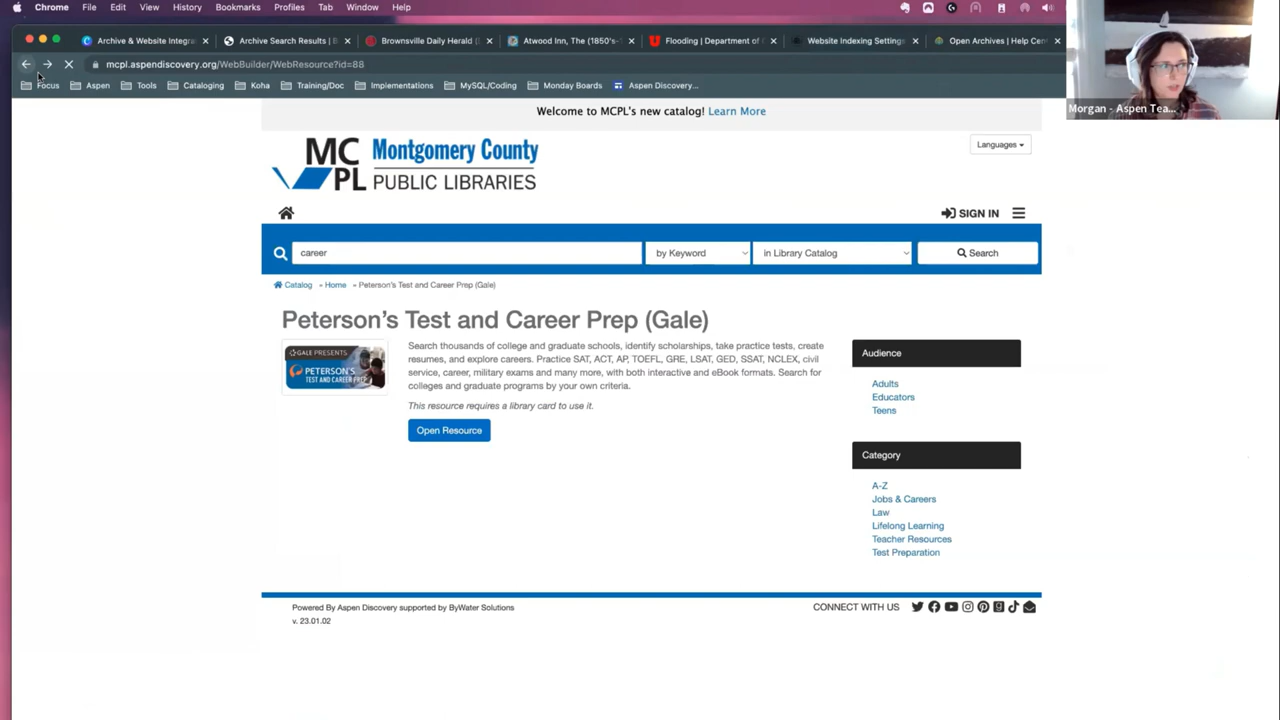 Chrome File Edit View History Bookmarks Profiles Tab Window Help
Archive & Website Integra
Archive Search Results | B
Brownsville Daily Herald (
Atwood Inn, The (1850's-
Flooding | Department of
Website Indexing Settings
Open Archives | Help Cen
mcpl.aspendiscovery.org/WebBuilder/WebResource?id=88
Focus Aspen Tools Cataloging Koha Training/Doc Implementations MySQL/Coding Monday Boards Aspen Discovery...
Morgan - Aspen Tea...
Welcome to MCPL's new catalog! Learn More
MC PL Montgomery County
PUBLIC LIBRARIES
Languages
SIGN IN
career
by Keyword
in Library Catalog
Search
Catalog » Home » Peterson's Test and Career Prep (Gale)
Peterson's Test and Career Prep (Gale)
GALE PRESENTS
PETERSON'S
TEST AND CAREER PREP
Search thousands of college and graduate schools, identify scholarships, take practice tests, create
resumes, and explore careers. Practice SAT, ACT, AP, TOEFL, GRE, LSAT, GED, SSAT, NCLEX, civil
service, career, military exams and many more, with both interactive and eBook formats. Search for
colleges and graduate programs by your own criteria.
This resource requires a library card to use it.
Open Resource
Audience
Adults
Educators
Teens
Category
A-Z
Jobs & Careers
Law
Lifelong Learning
Teacher Resources
Test Preparation
Powered By Aspen Discovery supported by ByWater Solutions
v. 23.01.02
CONNECT WITH US